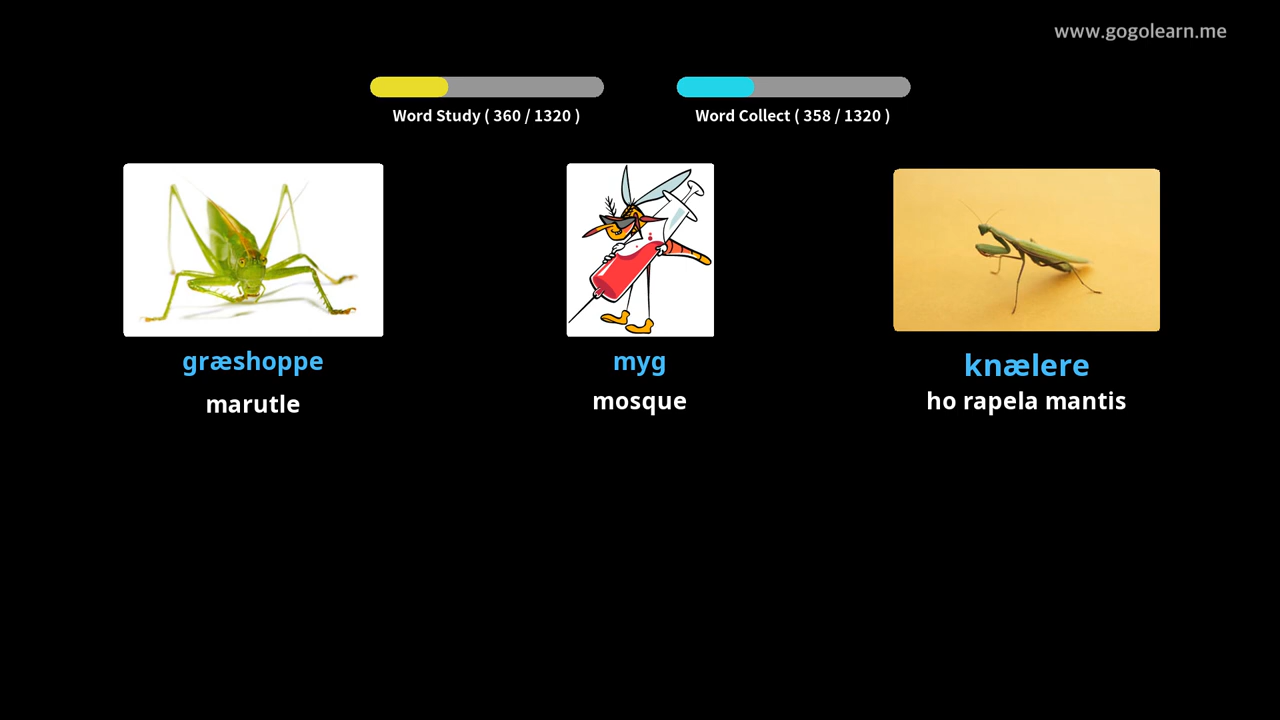 www.gogolearn.me
Word Study ( 360 / 1320 )
Word Collect ( 358 / 1320 )
græshoppe
marutle
myg
mosque
knælere
ho rapela mantis